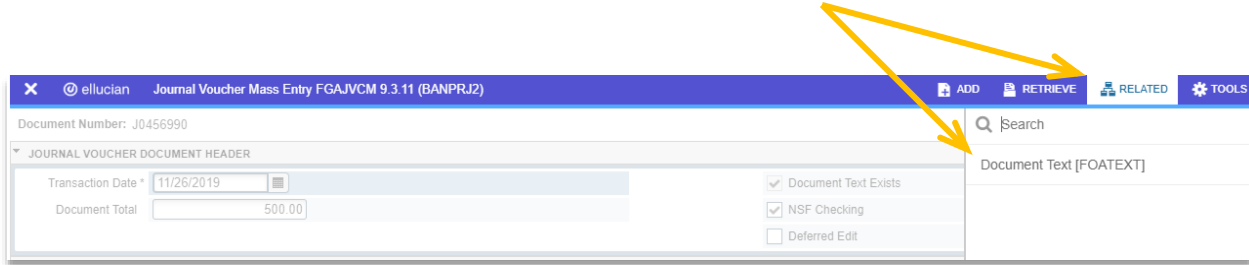 ellucian Journal Voucher Mass Entry FGAJVCM 9.3.11 (BANPRJ2) ADD RETRIEVE RELATED TOOLS
Document Number: J0456990 Search
JOURNAL VOUCHER DOCUMENT HEADER
Document Text [FOATEXT]
Transaction Date * 11/26/2019 Document Text Exists
Document Total 500.00 NSF Checking
Deferred Edit